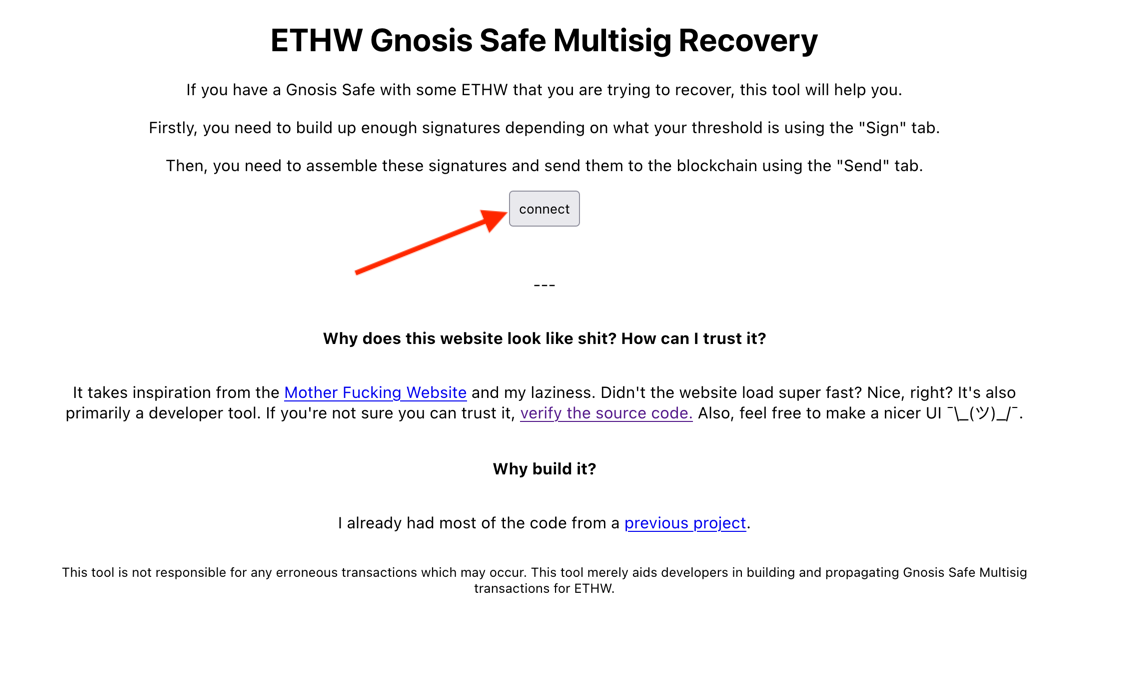 ETHW Gnosis Safe Multisig Recovery
If you have a Gnosis Safe with some ETHW that you are trying to recover, this tool will help you.
Firstly, you need to build up enough signatures depending on what your threshold is using the "Sign" tab.
Then, you need to assemble these signatures and send them to the blockchain using the "Send" tab.
connect
---
Why does this website look like shit? How can I trust it?
It takes inspiration from the Mother Fucking Website and my laziness. Didn't the website load super fast? Nice, right? It's also
primarily a developer tool. If you're not sure you can trust it, verify the source code. Also, feel free to make a nicer UI ¯\_(ツ)_/¯.
Why build it?
I already had most of the code from a previous project.
This tool is not responsible for any erroneous transactions which may occur. This tool merely aids developers in building and propagating Gnosis Safe Multisig
transactions for ETHW.